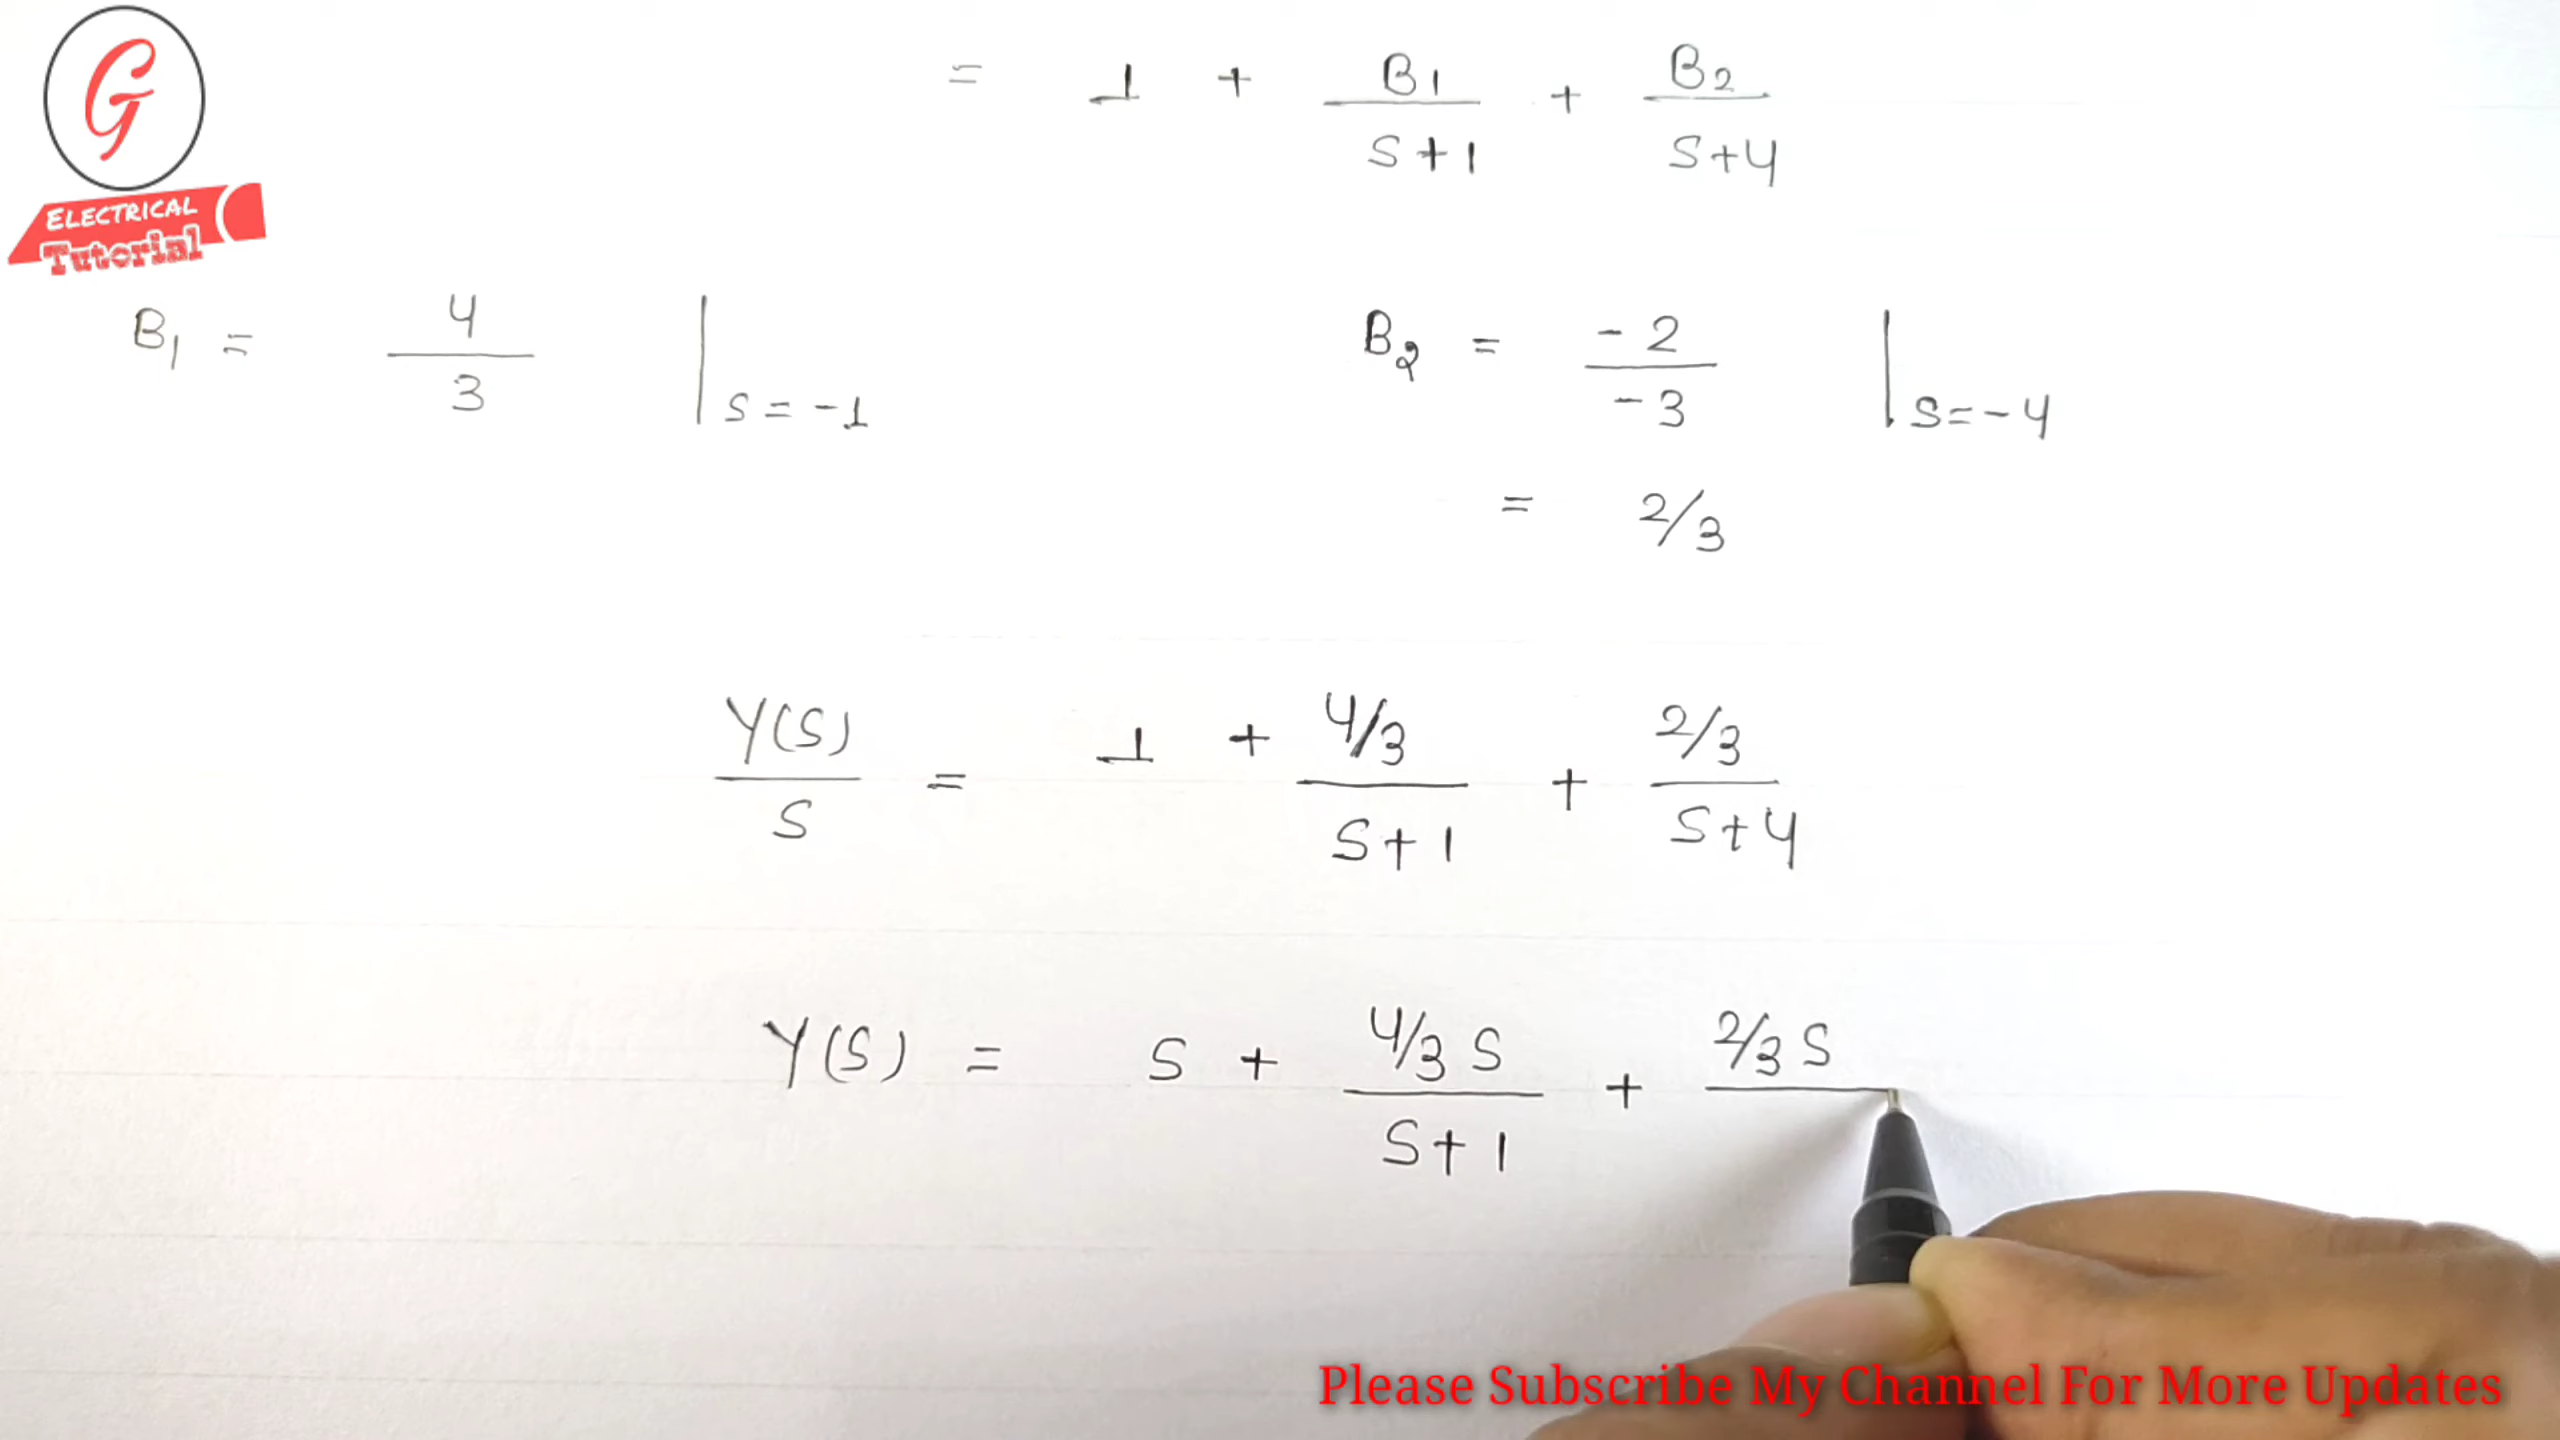 G
ELECTRICAL
Tutorial
= 1 + B1 + B2
S+1 S+4
B1 = 4 B2 = -2
3 S=-1 -3 S=-4
= 2/3
Y(S) = 1 + 4/3 + 2/3
S S+1 S+4
Y(S) = S + 4/3 S + 2/3 S
S+1
Please Subscribe My Channel For More Updates